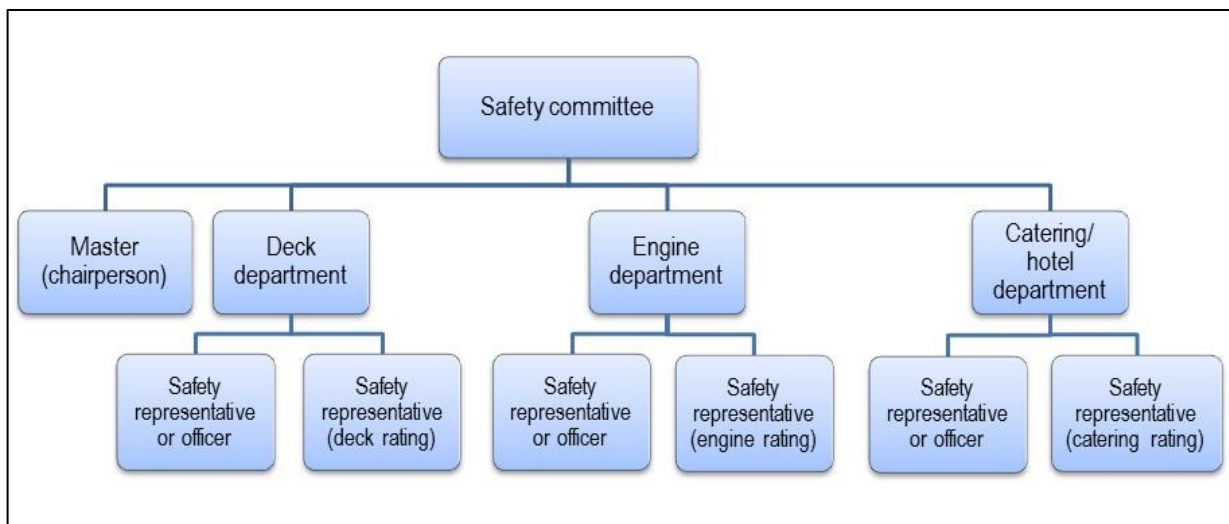 Safety committee
Master
(chairperson)
Deck
department
Engine
department
Catering/
hotel
department
Safety
representative
or officer
Safety
representative
(deck rating)
Safety
representative
or officer
Safety
representative
(engine rating)
Safety
representative
or officer
Safety
representative
(catering rating)